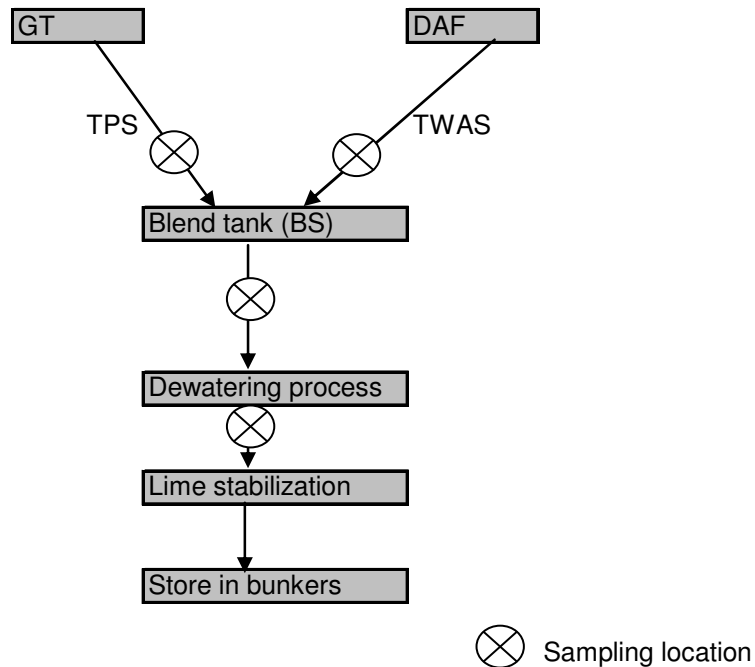 GT
DAF
TPS
TWAS
Blend tank (BS)
Dewatering process
Lime stabilization
Store in bunkers
Sampling location